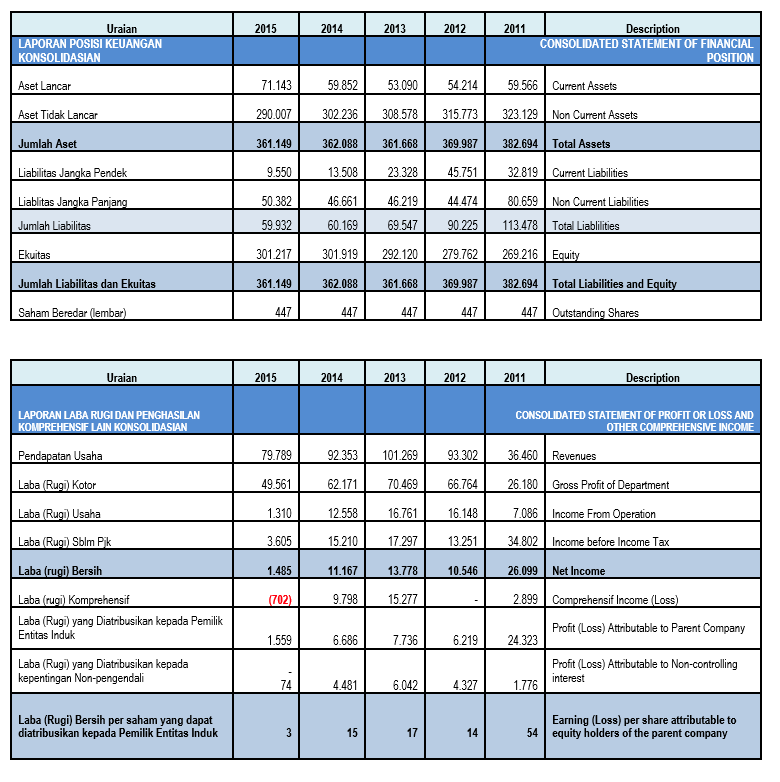 Uraian 2015 2014 2013 2012 2011 Description
LAPORAN POSISI KEUANGAN CONSOLIDATED STATEMENT OF FINANCIAL
KONSOLIDASIAN POSITION
Aset Lancar 71.143 59.852 53.090 54.214 59.566 Current Assets
Aset Tidak Lancar 290.007 302.236 308.578 315.773 323.129 Non Current Assets
Jumlah Aset 361.149 362.088 361.668 369.987 382.694 Total Assets
Liabilitas Jangka Pendek 9.550 13.508 23.328 45.751 32.819 Current Liabilities
Liablitas Jangka Panjang 50.382 46.661 46.219 44.474 80.659 Non Current Liabilities
Jumlah Liabilitas 59.932 60.169 69.547 90.225 113.478 Total Liablilities
Ekuitas 301.217 301.919 292.120 279.762 269.216 Equity
Jumlah Liabilitas dan Ekuitas 361.149 362.088 361.668 369.987 382.694 Total Liabilities and Equity
Saham Beredar (lembar) 447 447 447 447 447 Outstanding Shares
Uraian 2015 2014 2013 2012 2011 Description
LAPORAN LABA RUGI DAN PENGHASILAN CONSOLIDATED STATEMENT OF PROFIT OR LOSS AND
KOMPREHENSIF LAIN KONSOLIDASIAN OTHER COMPREHENSIVE INCOME
Pendapatan Usaha 79.789 92.353 101.269 93.302 36.460 Revenues
Laba (Rugi) Kotor 49.561 62.171 70.469 66.764 26.180 Gross Profit of Department
Laba (Rugi) Usaha 1.310 12.558 16.761 16.148 7.086 Income From Operation
Laba (Rugi) Sblm Pjk 3.605 15.210 17.297 13.251 34.802 Income before Income Tax
Laba (rugi) Bersih 1.485 11.167 13.778 10.546 26.099 Net Income
Laba (rugi) Komprehensif (702) 9.798 15.277 - 2.899 Comprehensif Income (Loss)
Laba (Rugi) yang Diatribusikan kepada Pemilik
Entitas Induk 1.559 6.686 7.736 6.219 24.323 Profit (Loss) Attributable to Parent Company
Laba (Rugi) yang Distribusikan kepada - Profit (Loss) Attributable to Non-controlling
kepentingan Non-pengendali 74 4.481 6.042 4.327 1.776 interest
Laba (Rugi) Bersih per saham yang dapat Earning (Loss) per share attributable to
diatribusikan kepada Pemilik Entitas Induk 3 15 17 14 54 equity holders of the parent company